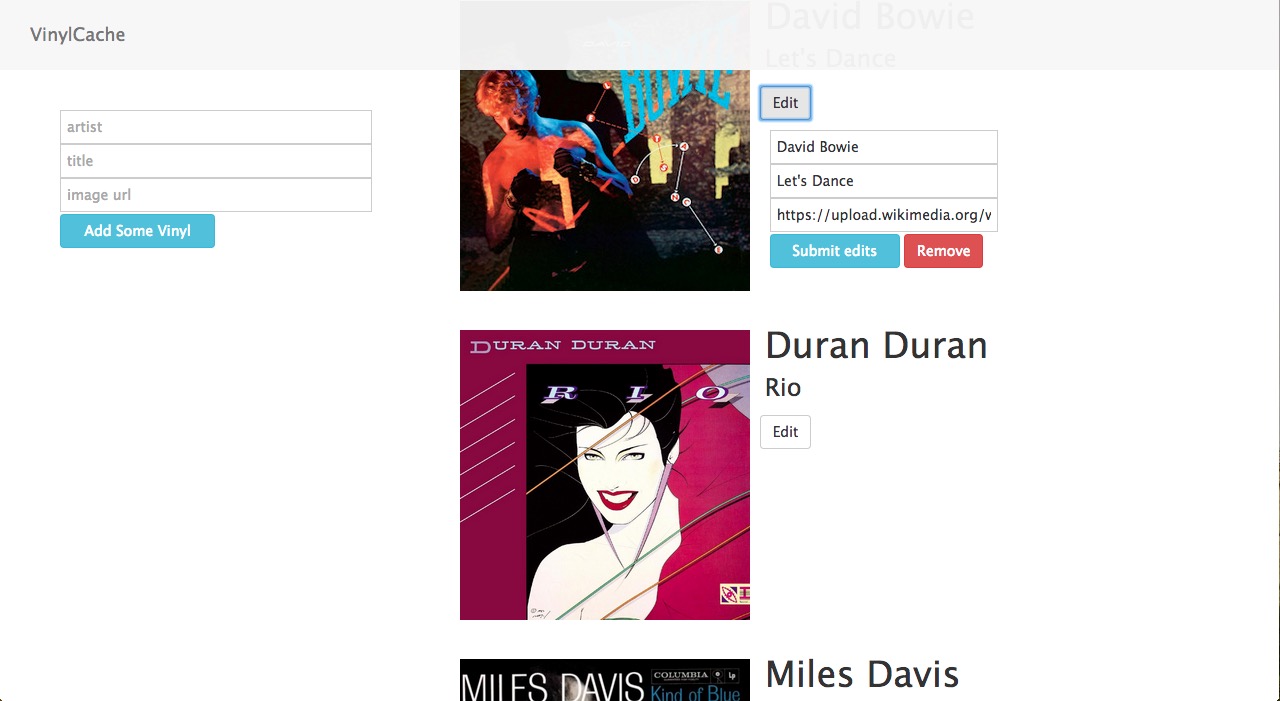 VinylCache
artist
title
image url
Add Some Vinyl
BOWIE
David Bowie
Let's Dance
Edit
David Bowie
Let's Dance
https://upload.wikimedia.org/w
Submit edits
Remove
DURAN DURAN
RIO
Duran Duran
Rio
Edit
MILES DAVIS
COLUMBIA
Lp
Kind of Blue
Miles Davis